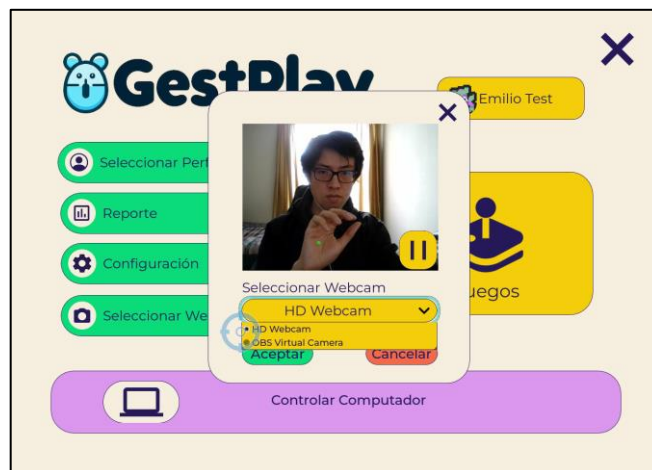 GestPlay
Emilio Test
Seleccionar Perf
Reporte
Configuración
Seleccionar We
uegos
Seleccionar Webcam
HD Webcam
HD Webcam
OBS Virtual Camera
Aceptar
Cancelar
Controlar Computador